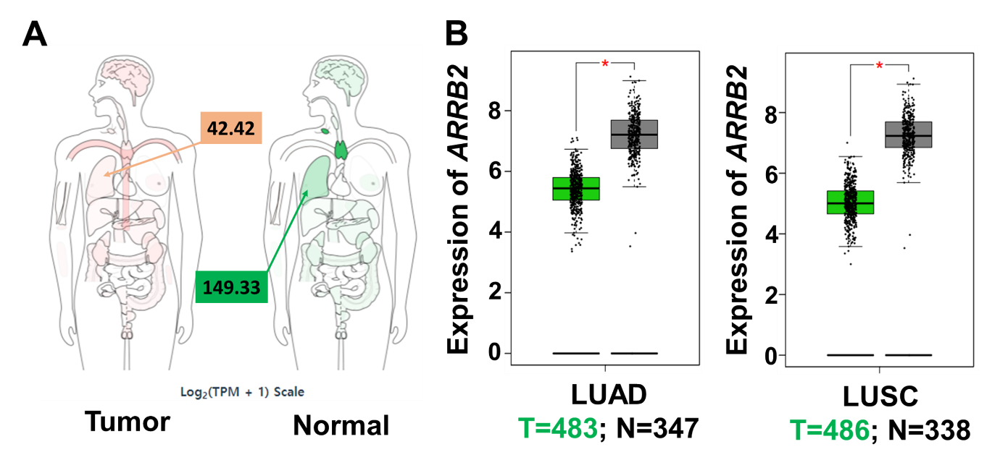 A
42.42
149.33
Log₂(TPM + 1) Scale
Tumor
Normal
B
Expression of ARRB2
8
6
4
2
0
*
LUAD
T=483; N=347
Expression of ARRB2
8
6
4
2
0
*
LUSC
T=486; N=338